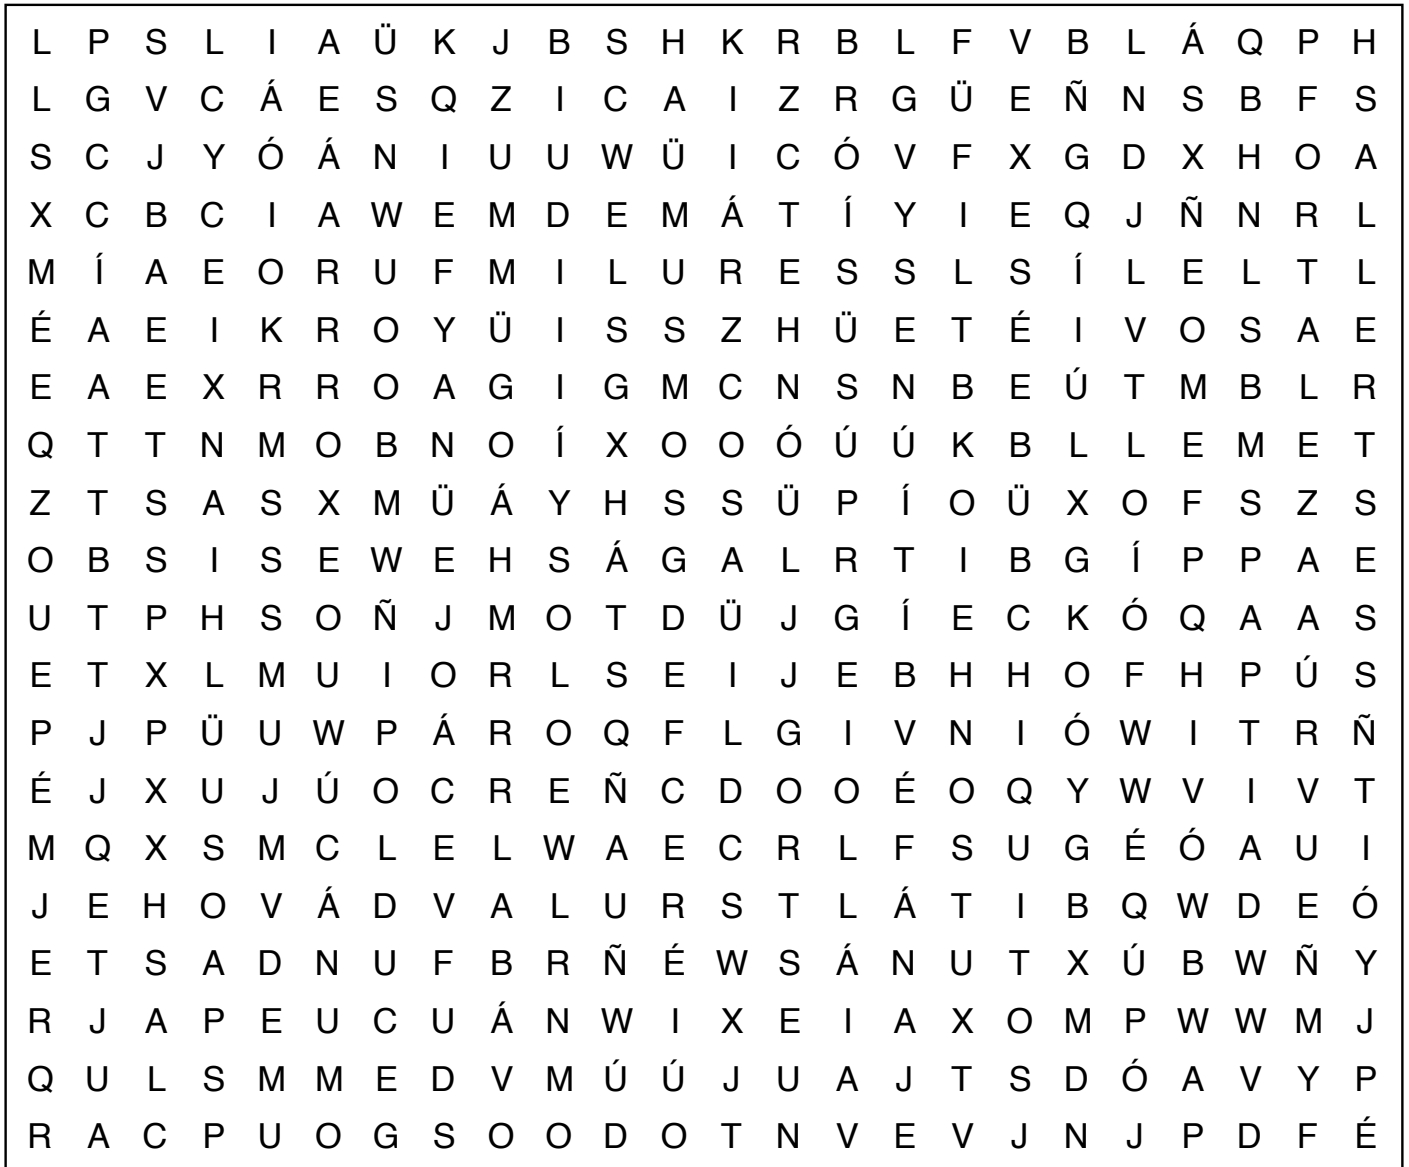 L P S L I A Ü K J B S H K R B L F V B L Á Q P H
L G V C Á E S Q Z I C A I Z R G Ü E Ñ N S B F S
S C J Y Ó Á N I U U W Ü I C Ó V F X G D X H O A
X C B C I A W E M D E M Á T Í Y I E Q J Ñ N R L
M Í A E O R U F M I L U R E S S L S Í L E L T L
É A E I K R O Y Ü I S S Z H Ü E T É I V O S A E
E A E X R R O A G I G M C N S N B E Ú T M B L R
Q T T N M O B N O Í X O O Ó Ú Ú K B L L E M E T
Z T S A S X M Ü Á Y H S S Ü P Í O Ü X O F S Z S
O B S I S E W E H S Á G A L R T I B G Í P P A E
U T P H S O Ñ J M O T D Ü J G Í E C K Ó Q A A S
E T X L M U I O R L S E I J E B H H O F H P Ú S
P J P Ü U W P Á R O Q F L G I V N I Ó W I T R Ñ
É J X U J Ú O C R E Ñ C D O O É O Q Y W V I V T
M Q X S M C L E L W A E C R L F S U G É Ó A U I
J E H O V Á D V A L U R S T L Á T I B Q W D E Ó
E T S A D N U F B R Ñ É W S Á N U T X Ú B W Ñ Y
R J A P E U C U Á N W I X E I A X O M P W W M J
Q U L S M M E D V M Ú Ú J U A J T S D Ó A V Y P
R A C P U O G S O O D O T N V E V J N J P D F É